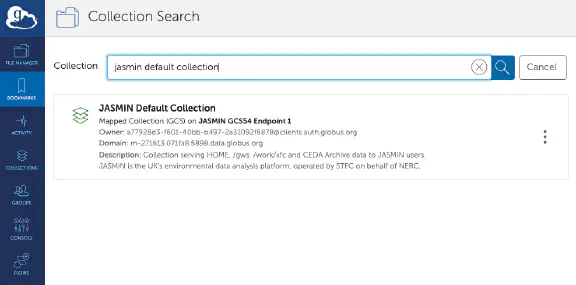 Collection Search
FILE MANAGER
BOOKMARKS
ACTIVITY
COLLECTIONS
GROUPS
CONSOLE
FLOWS
Collection
jasmin default collection
Cancel
JASMIN Default Collection
Mapped Collection (GCS) on JASMIN GCS54 Endpoint 1
Owner: a77928d3-f601-40bb-b497-2a31092f8878@clients.auth.globus.org
Domain: m-271613.071fa8.5898.data.globus.org
Description: Collection serving HOME, /gws, /work/xfc and CEDA Archive data to JASMIN users.
JASMIN is the UK's environmental data analysis platform, operated by STFC on behalf of NERC.